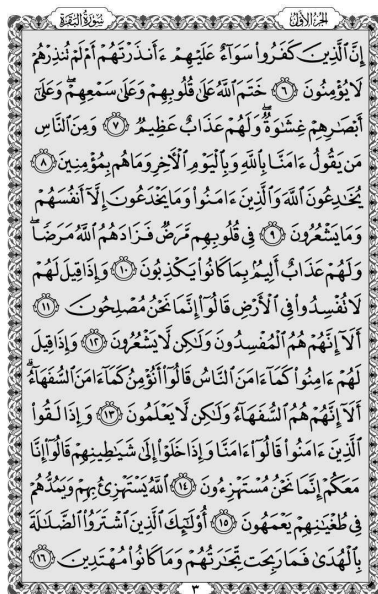 الجزء الأول
سورة البقرة
إِنَّ ٱلَّذِينَ كَفَرُوا۟ سَوَآءٌ عَلَيْهِمْ ءَأَنذَرْتَهُمْ أَمْ لَمْ تُنذِرْهُمْ
لَا يُؤْمِنُونَ ٦ خَتَمَ ٱللَّهُ عَلَىٰ قُلُوبِهِمْ وَعَلَىٰ سَمْعِهِمْ ۖ وَعَلَىٰٓ
أَبْصَٰرِهِمْ غِشَٰوَةٌ ۖ وَلَهُمْ عَذَابٌ عَظِيمٌ ٧ وَمِنَ ٱلنَّاسِ
مَن يَقُولُ ءَامَنَّا بِٱللَّهِ وَبِٱلْيَوْمِ ٱلْءَاخِرِ وَمَا هُم بِمُؤْمِنِينَ ٨
يُخَٰدِعُونَ ٱللَّهَ وَٱلَّذِينَ ءَامَنُوا۟ وَمَا يَخْدَعُونَ إِلَّآ أَنفُسَهُمْ
وَمَا يَشْعُرُونَ ٩ فِى قُلُوبِهِم مَّرَضٌ فَزَادَهُمُ ٱللَّهُ مَرَضًا ۖ
وَلَهُمْ عَذَابٌ أَلِيمٌۢ بِمَا كَانُوا۟ يَكْذِبُونَ ١٠ وَإِذَا قِيلَ لَهُمْ
لَا تُفْسِدُوا۟ فِى ٱلْأَرْضِ قَالُوٓا۟ إِنَّمَا نَحْنُ مُصْلِحُونَ ١١
أَلَآ إِنَّهُمْ هُمُ ٱلْمُفْسِدُونَ وَلَٰكِن لَّا يَشْعُرُونَ ١٢ وَإِذَا قِيلَ
لَهُمْ ءَامِنُوا۟ كَمَآ ءَامَنَ ٱلنَّاسُ قَالُوٓا۟ أَنُؤْمِنُ كَمَآ ءَامَنَ ٱلسُّفَهَآءُ ۗ
أَلَآ إِنَّهُمْ هُمُ ٱلسُّفَهَآءُ وَلَٰكِن لَّا يَعْلَمُونَ ١٣ وَإِذَا لَقُوا۟
ٱلَّذِينَ ءَامَنُوا۟ قَالُوٓا۟ ءَامَنَّا وَإِذَا خَلَوْا۟ إِلَىٰ شَيَٰطِينِهِمْ قَالُوٓا۟ إِنَّا
مَعَكُمْ إِنَّمَا نَحْنُ مُسْتَهْزِءُونَ ١٤ ٱللَّهُ يَسْتَهْزِئُ بِهِمْ وَيَمُدُّهُمْ
فِى طُغْيَٰنِهِمْ يَعْمَهُونَ ١٥ أُو۟لَٰٓئِكَ ٱلَّذِينَ ٱشْتَرَوُا۟ ٱلضَّلَٰلَةَ
بِٱلْهُدَىٰ فَمَا رَبِحَت تِّجَٰرَتُهُمْ وَمَا كَانُوا۟ مُهْتَدِينَ ١٦
٣